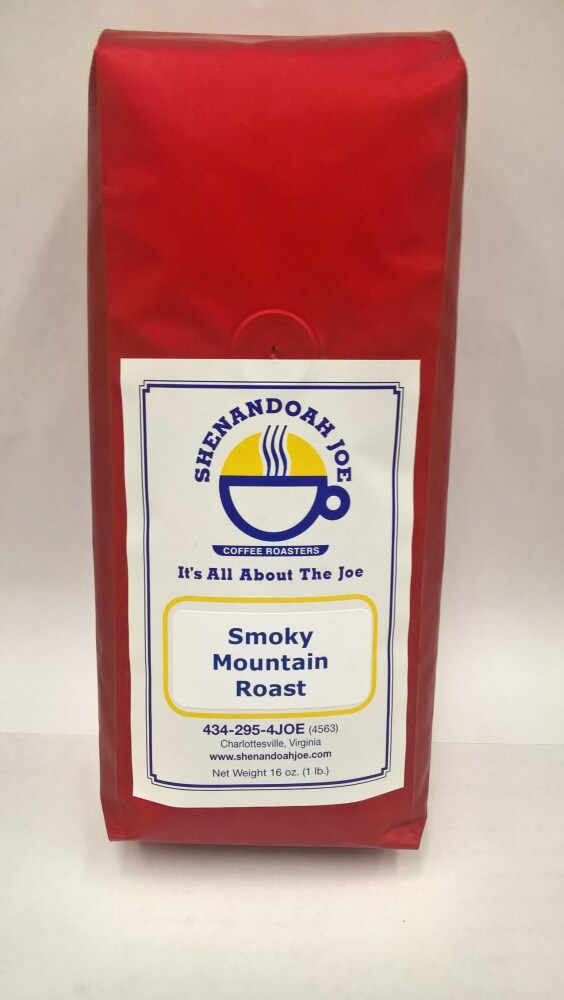 SHENANDOAH JOE
COFFEE ROASTERS
It's All About The Joe
Smoky
Mountain
Roast
434-295-4JOE (4563)
Charlottesville, Virginia
www.shenandoahjoe.com
Net Weight 16 oz. (1 lb.)